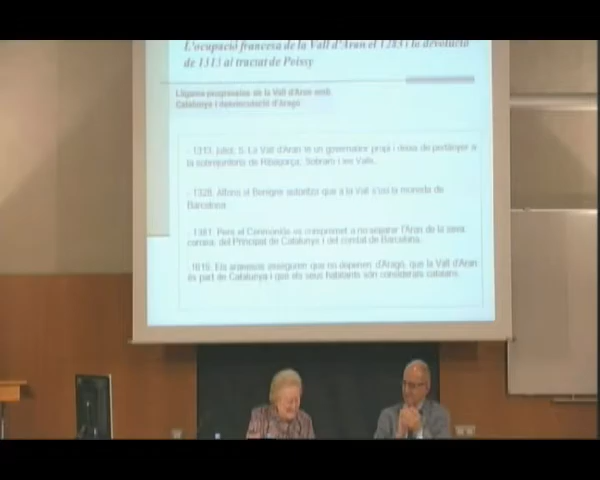 L'ocupació francesa de la Vall d'Aran el 1283 i la devolució
de 1313 al tractat de Poissy
Lligams progressius de la Vall d'Aran amb
Catalunya i desvinculació d'Aragó
- 1313, juliol, 5. La Vall d'Aran té un governador propi i deixa de pertànyer a
la sobrejunteria de Ribagorça, Sobrarb i les Valls.
- 1328. Alfons el Benigne autoritza que a la Vall s'usi la moneda de
Barcelona
- 1381. Pere el Cerimoniós es compromet a no separar l'Aran de la seva
corona, del Principat de Catalunya i del comtat de Barcelona.
- 1616. Els aranesos asseguren que no depenen d'Aragó, que la Vall d'Aran
és part de Catalunya i que els seus habitants són considerats catalans.